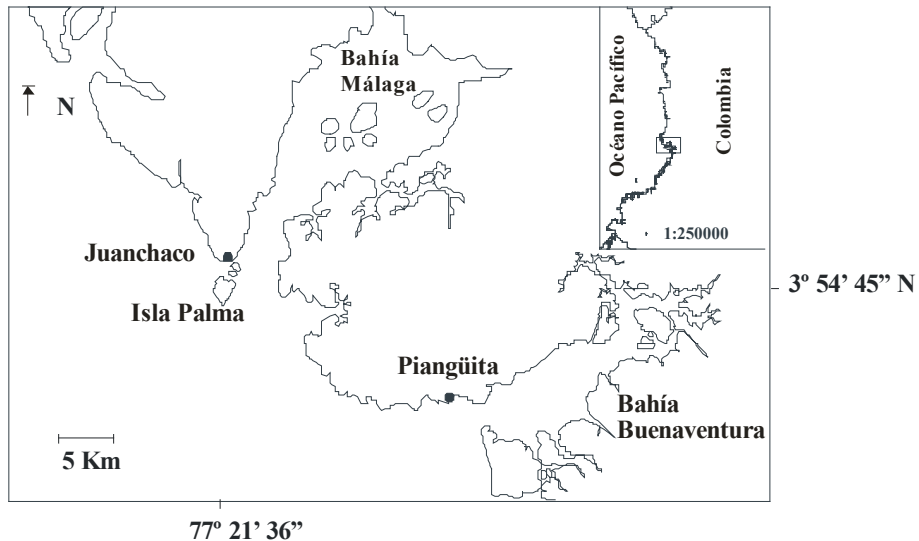 Bahía
Málaga
N
Océano Pacífico
Colombia
1:250000
Juanchaco
Isla Palma
3º 54’ 45” N
Piangüita
Bahía
Buenaventura
5 Km
77º 21’ 36”